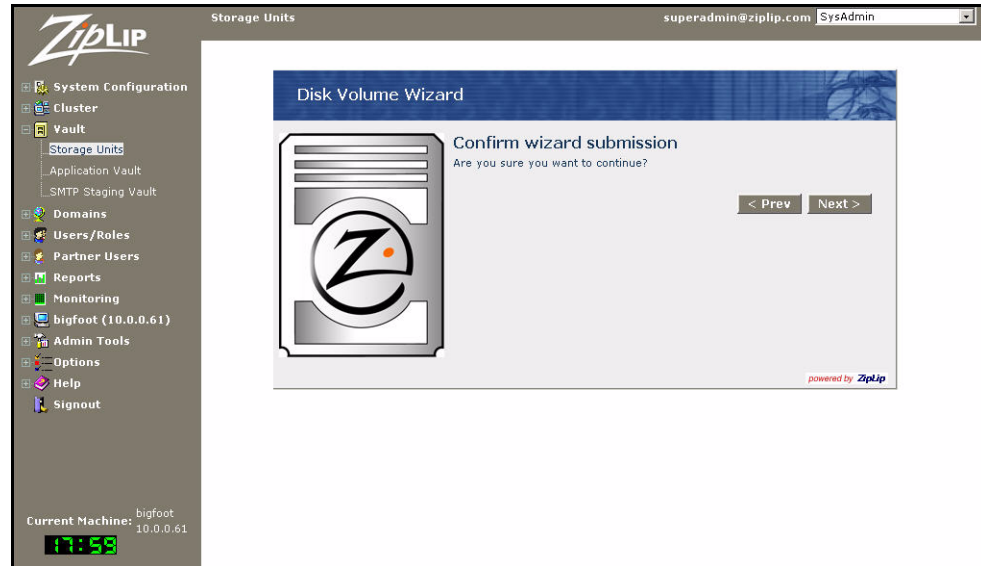 ZipLip
Storage Units
superadmin@ziplip.com
SysAdmin
System Configuration
Cluster
Vault
Storage Units
Application Vault
SMTP Staging Vault
Domains
Users/Roles
Partner Users
Reports
Monitoring
bigfoot (10.0.0.61)
Admin Tools
Options
Help
Signout
Current Machine: bigfoot
10.0.0.61
17:59
Disk Volume Wizard
Confirm wizard submission
Are you sure you want to continue?
< Prev
Next >
Z
powered by ZipLip